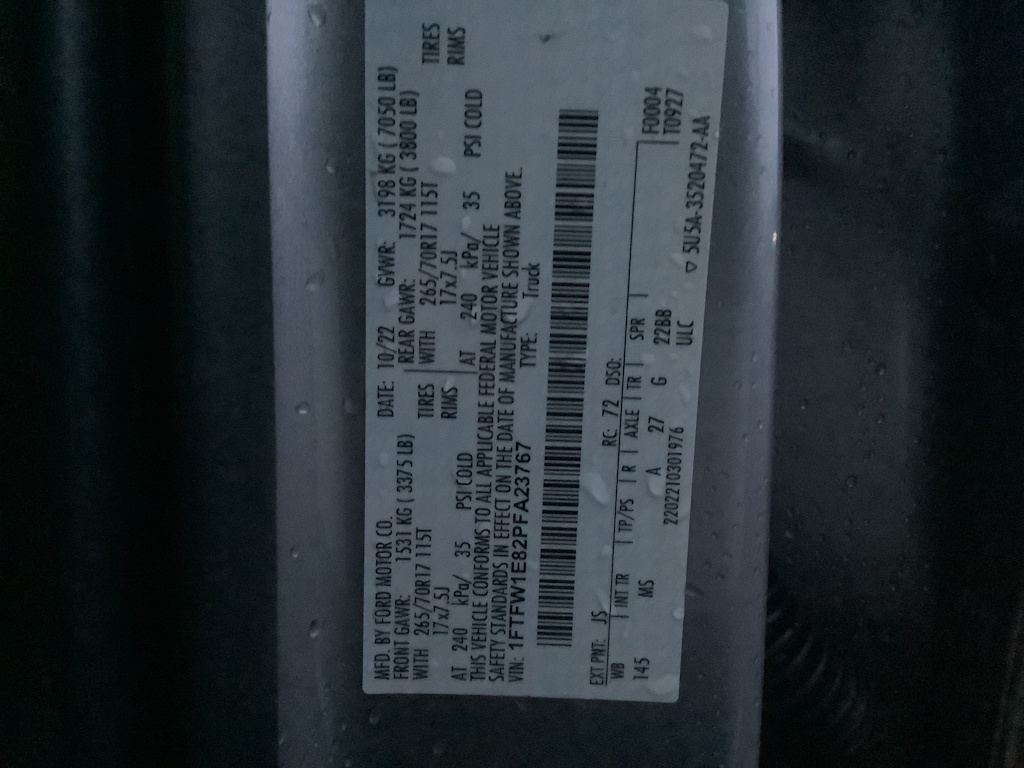 MFD. BY FORD MOTOR CO.
DATE: 10/22 GVWR: 3198 KG ( 7050 LB)
FRONT GAWR: 1531 KG ( 3375 LB) REAR GAWR: 1724 KG ( 3800 LB)
WITH 265/70R17 115T TIRES WITH 265/70R17 115T TIRES
17x7.5J RIMS 17x7.5J RIMS
AT 240 kPa/ 35 PSI COLD AT 240 kPa/ 35 PSI COLD
THIS VEHICLE CONFORMS TO ALL APPLICABLE FEDERAL MOTOR VEHICLE
SAFETY STANDARDS IN EFFECT ON THE DATE OF MANUFACTURE SHOWN ABOVE.
VIN: 1FTFW1E82PFA23767 TYPE: Truck
EXT PNT: JS RC: 72 DSO:
WB INT TR TP/PS R AXLE TR SPR F0004
145 MS A 27 G 22BB T0927
2202210301976 ULC ▽ 5U5A-3520472-AA